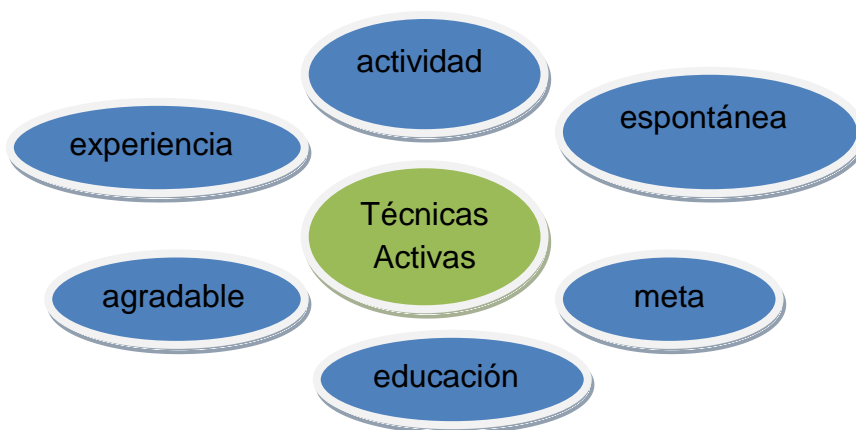 actividad
espontánea
experiencia
Técnicas
Activas
agradable
meta
educación